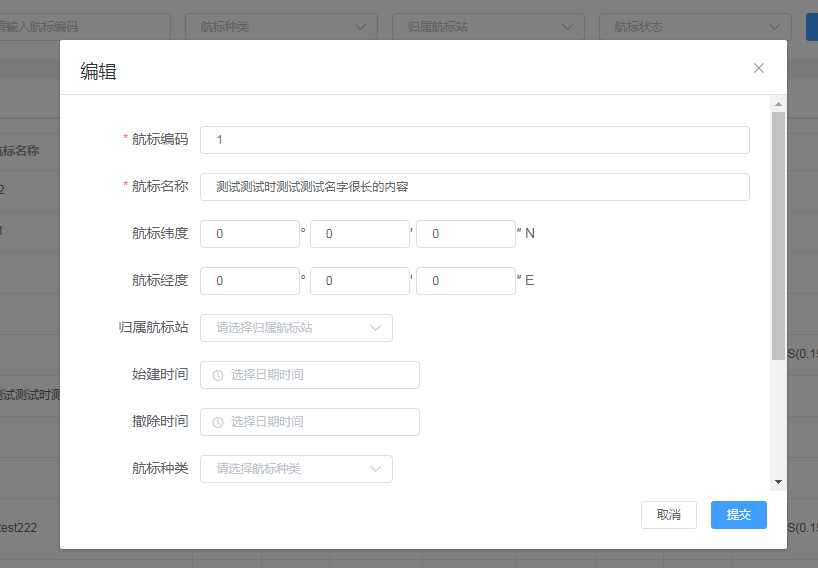 请输入航标编码 航标种类 归属航标站 航标状态
编辑
航标名称
* 航标编码 1
2
* 航标名称 测试测试时测试测试名字很长的内容
航标纬度 0 ° 0 ′ 0 ″ N
航标经度 0 ° 0 ′ 0 ″ E
归属航标站 请选择归属航标站
S(0.15
始建时间 选择日期时间
测试测试时测
撤除时间 选择日期时间
航标种类 请选择航标种类
取消 提交
test222
S(0.15